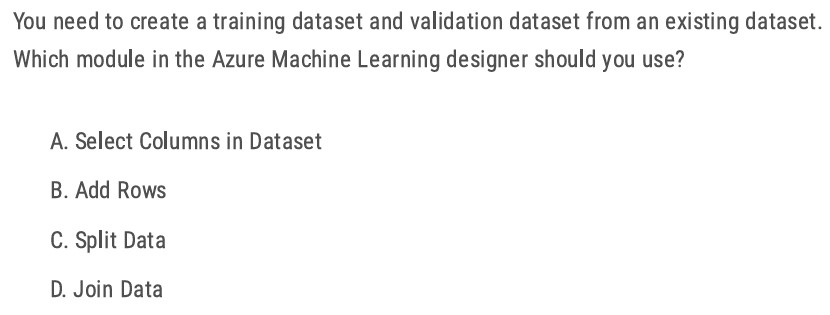 You need to create a training dataset and validation dataset from an existing dataset.
Which module in the Azure Machine Learning designer should you use?
A. Select Columns in Dataset
B. Add Rows
C. Split Data
D. Join Data